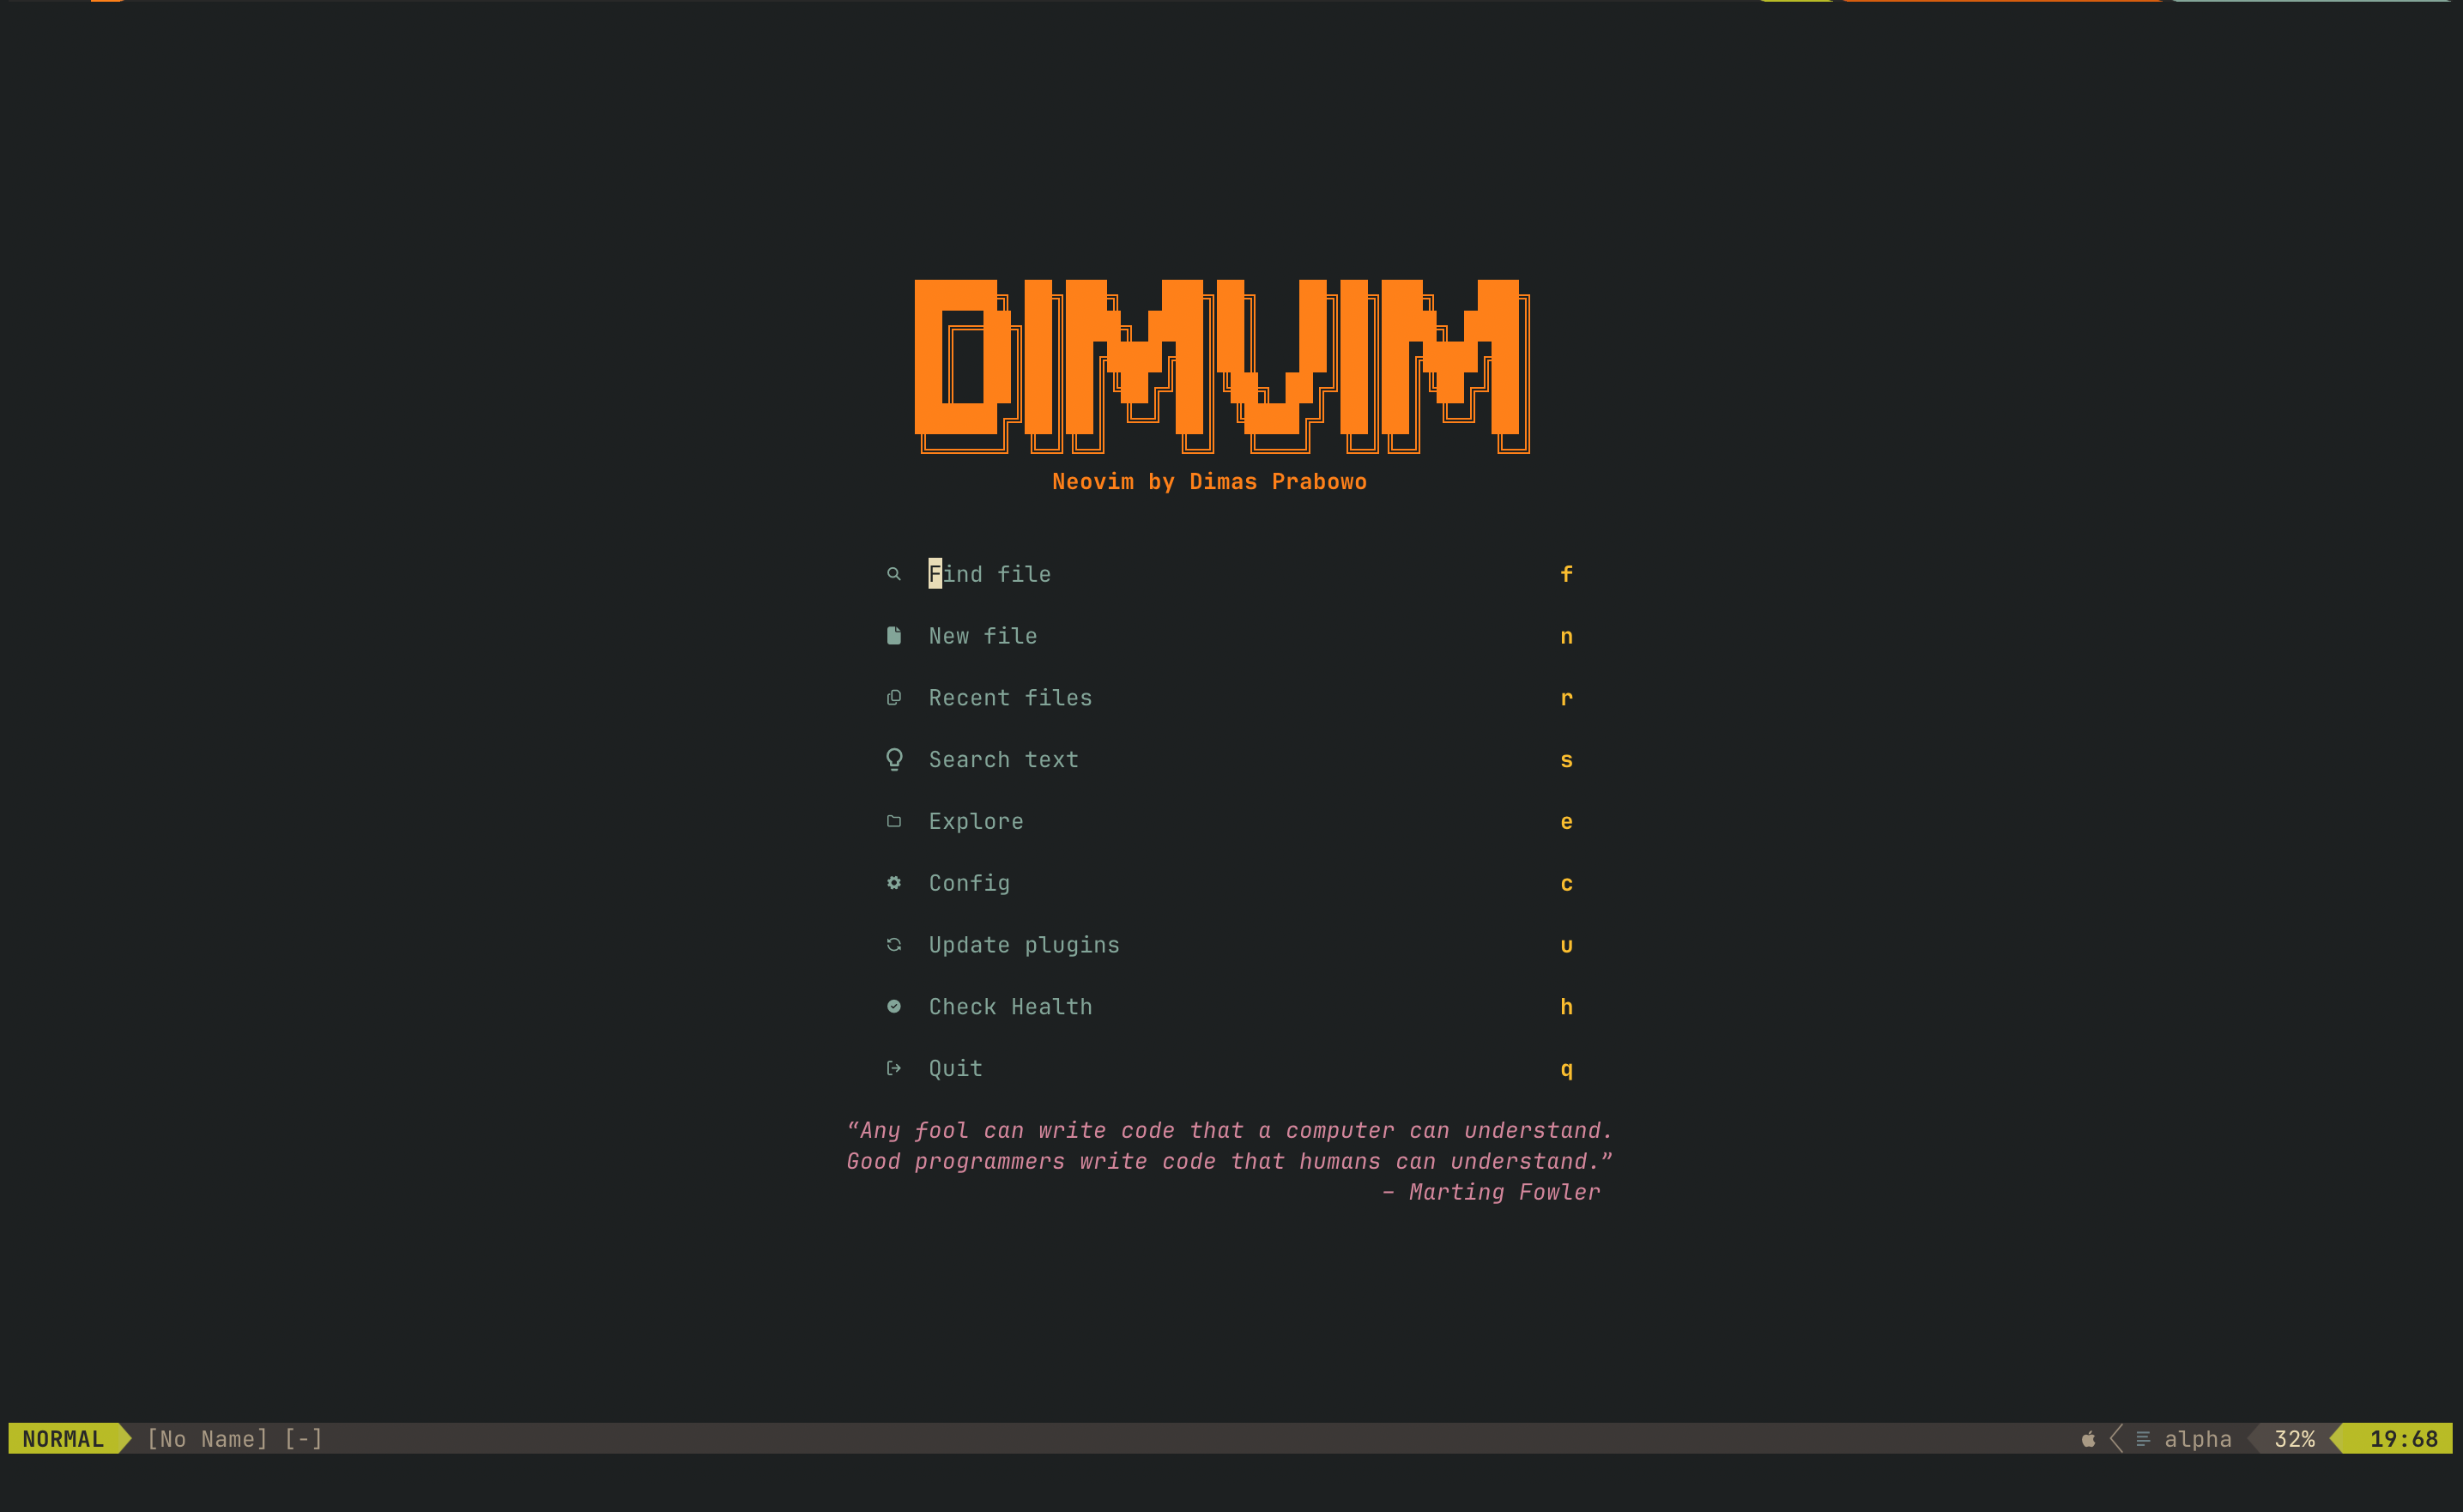 DIMVIM
Neovim by Dimas Prabowo
Find file f
New file n
Recent files r
Search text s
Explore e
Config c
Update plugins u
Check Health h
Quit q
“Any fool can write code that a computer can understand.
Good programmers write code that humans can understand.”
– Marting Fowler
NORMAL [No Name] [-] alpha 32% 19:68